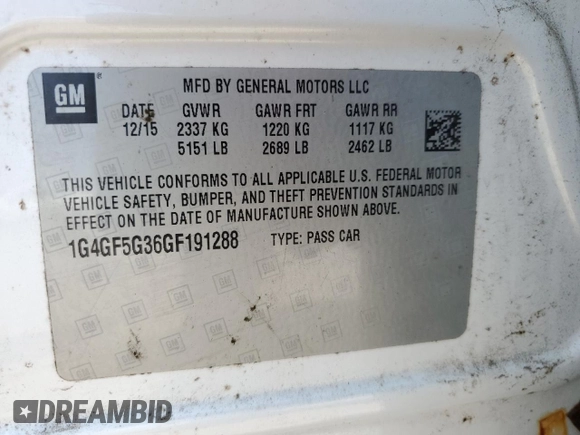 GM
MFD BY GENERAL MOTORS LLC
DATE GVWR GAWR FRT GAWR RR
12/15 2337 KG 1220 KG 1117 KG
5151 LB 2689 LB 2462 LB
THIS VEHICLE CONFORMS TO ALL APPLICABLE U.S. FEDERAL MOTOR
VEHICLE SAFETY, BUMPER, AND THEFT PREVENTION STANDARDS IN
EFFECT ON THE DATE OF MANUFACTURE SHOWN ABOVE.
1G4GF5G36GF191288 TYPE: PASS CAR
DREAMBID